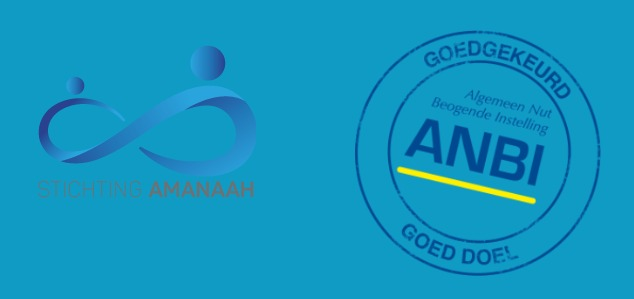 STICHTING AMANAAH
GOEDGEKEURD
Algemeen Nut
Beogende Instelling
ANBI
GOED DOEL